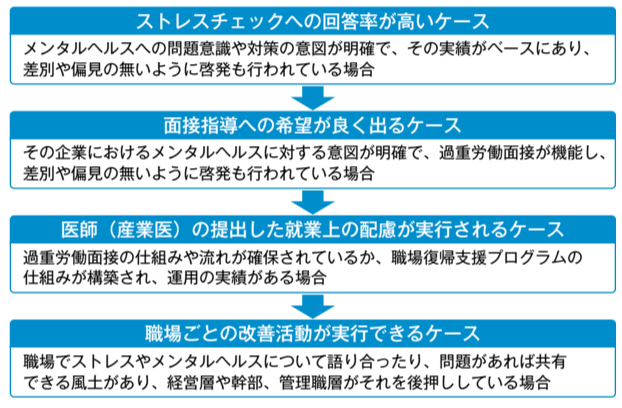 ストレスチェックへの回答率が高いケース
メンタルヘルスへの問題意識や対策の意図が明確で、その実績がベースにあり、
差別や偏見の無いように啓発も行われている場合
面接指導への希望が良く出るケース
その企業におけるメンタルヘルスに対する意図が明確で、過重労働面接が機能し、
差別や偏見の無いように啓発も行われている場合
医師（産業医）の提出した就業上の配慮が実行されるケース
過重労働面接の仕組みや流れが確保されているか、職場復帰支援プログラムの
仕組みが構築され、運用の実績がある場合
職場ごとの改善活動が実行できるケース
職場でストレスやメンタルヘルスについて語り合ったり、問題があれば共有
できる風土があり、経営層や幹部、管理職層がそれを後押ししている場合